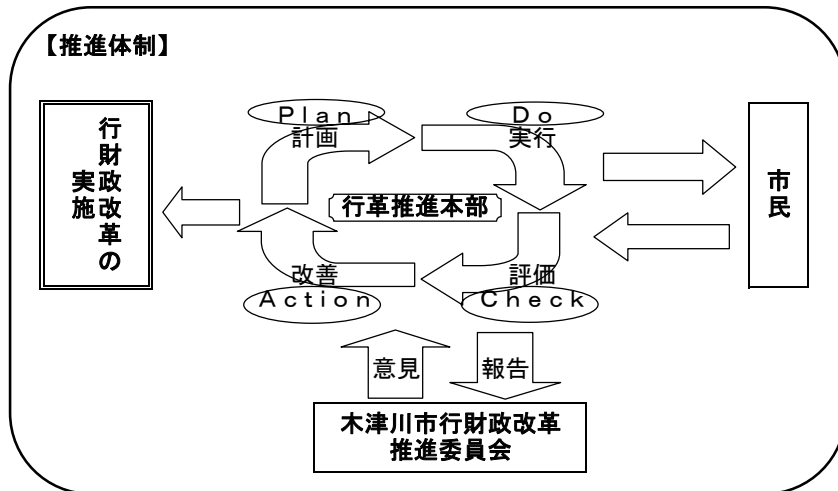 【推進体制】
Plan
計画
Do
実行
行財政改革の
実施
行革推進本部
市民
改善
Action
評価
Check
意見
報告
木津川市行財政改革
推進委員会